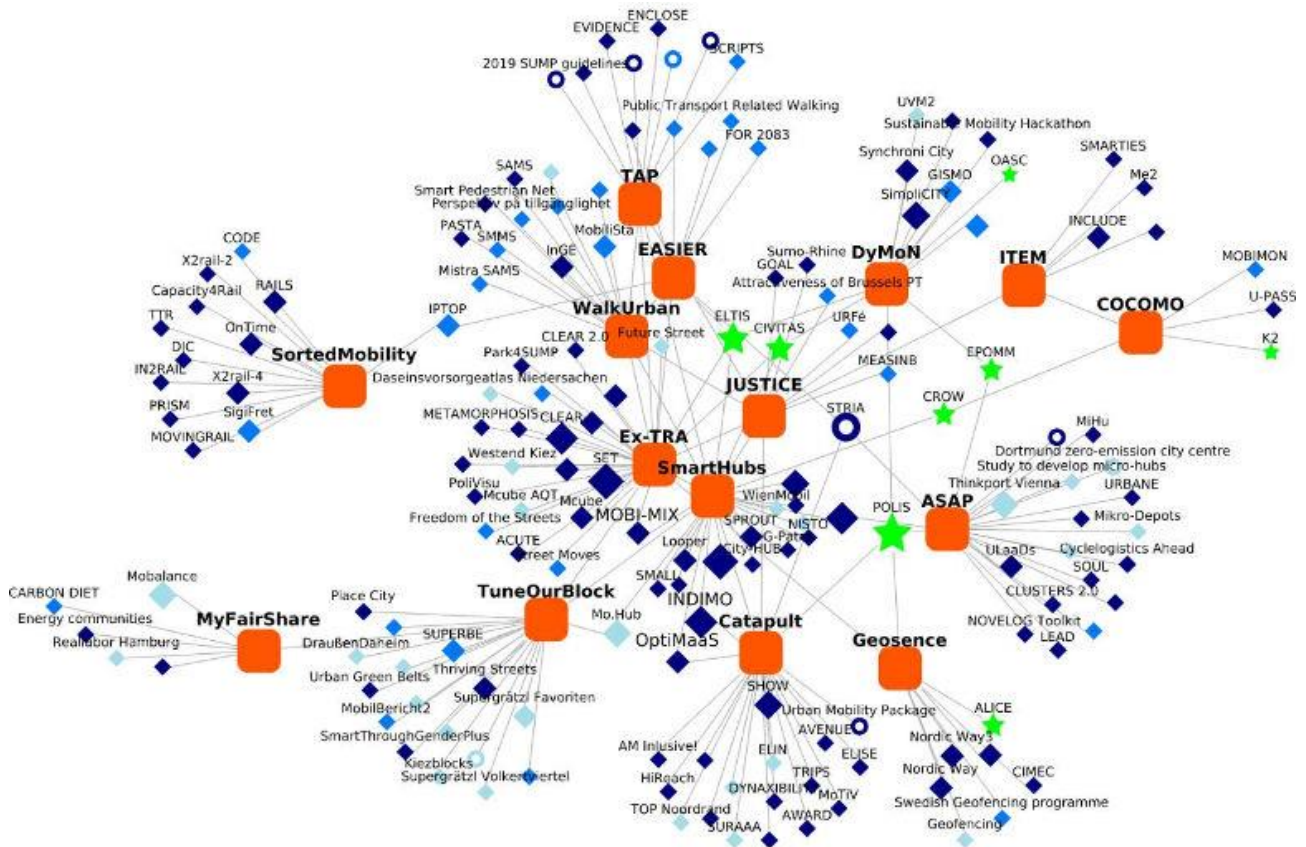 ENCLOSE
EVIDENCE
SCRIPTS
2019 SUMP guidelines
Public Transport Related Walking
FOR 2083
UVM2
Sustainable Mobility Hackathon
Synchroni City
OASC
GISMO
SimpliCITY
SMARTIES
Me2
INCLUDE
SAMS
TAP
Smart Pedestrian Net
Perspektiv på tillgänglighet
PASTA
SMMS
MobiliSta
InGE
EASIER
Mistra SAMS
Sumo-Rhine
GOAL
Attractiveness of Brussels PT
DyMoN
ITEM
MOBIMON
U-PASS
COCOMO
K2
CODE
X2rail-2
RAILS
Capacity4Rail
IPTOP
TTR
OnTime
DJC
SortedMobility
IN2RAIL
X2rail-4
PRISM
SigiFret
MOVINGRAIL
WalkUrban
Future Street
ELTIS
CIVITAS
URFé
MEASINB
EPOMM
CLEAR 2.0
Park4SUMP
Daseinsvorsorgeatlas Niedersachen
JUSTICE
CROW
METAMORPHOSIS
CLEAR
Ex-TRA
STRIA
Westend Kiez
SET
SmartHubs
MiHu
Dortmund zero-emission city centre
Study to develop micro-hubs
PoliVisu
Mcube AQT
Mcube
WienMobil
Thinkport Vienna
URBANE
POLIS
ASAP
Freedom of the Streets
MOBI-MIX
SPROUT
NISTO
Mikro-Depots
ACUTE
Street Moves
Looper
City-HUB
ULaaDs
Cyclelogistics Ahead
SOUL
SMALL
CLUSTERS 2.0
INDIMO
NOVELOG Toolkit
LEAD
Mobalance
CARBON DIET
MyFairShare
Energy communities
Reallabor Hamburg
TuneOurBlock
Place City
Mo.Hub
DraußenDaheim
SUPERBE
OptiMaaS
Catapult
Geosence
Urban Green Belts
Thriving Streets
Supergrätzl Favoriten
MobilBericht2
SmartThroughGenderPlus
Kiezblocks
Supergrätzl Volkertviertel
SHOW
Urban Mobility Package
ALICE
AVENUE
AM Inlusive!
ELIN
ELISE
Nordic Way3
HiReach
TRIPS
Nordic Way
CIMEC
DYNAXIBILITY
MoTiV
TOP Noordrand
AWARD
Swedish Geofencing programme
SURAAA
Geofencing